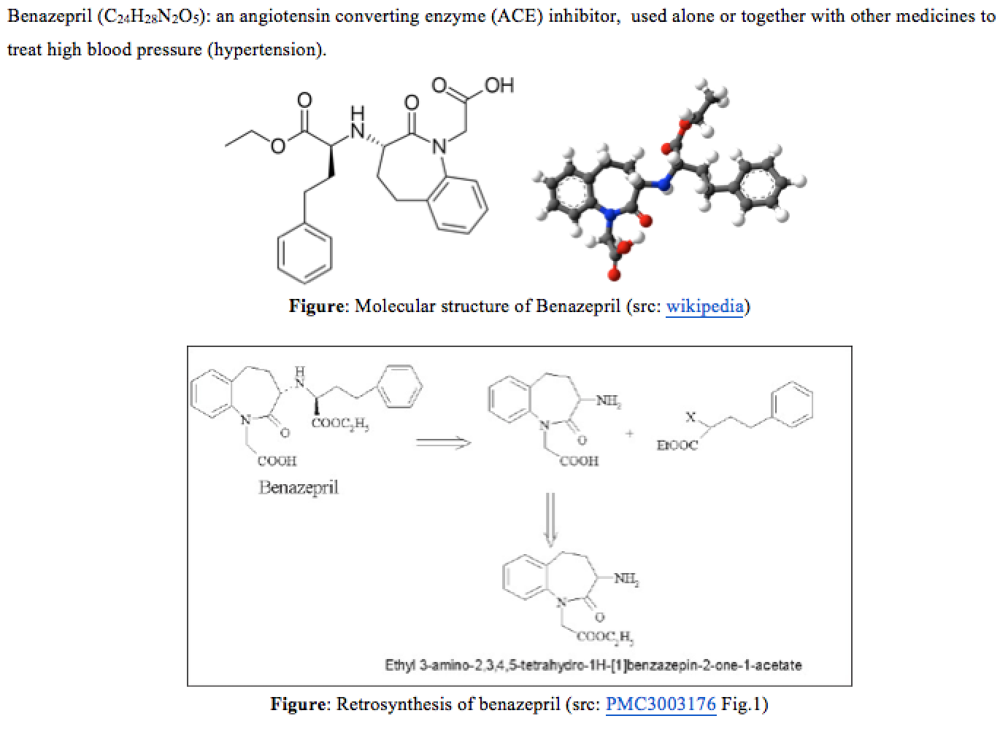 Benazepril (C₂₄H₂₈N₂O₅): an angiotensin converting enzyme (ACE) inhibitor, used alone or together with other medicines to
treat high blood pressure (hypertension).
O
H
N
O
O
OH
O
N
Figure: Molecular structure of Benazepril (src: wikipedia)
H
N
COOC₂H₅
N
O
COOH
Benazepril
NH₂
N
O
COOH
+
X
EtOOC
NH₂
N
O
COOC₂H₅
Ethyl 3-amino-2,3,4,5-tetrahydro-1H-[1]benzazepin-2-one-1-acetate
Figure: Retrosynthesis of benazepril (src: PMC3003176 Fig.1)